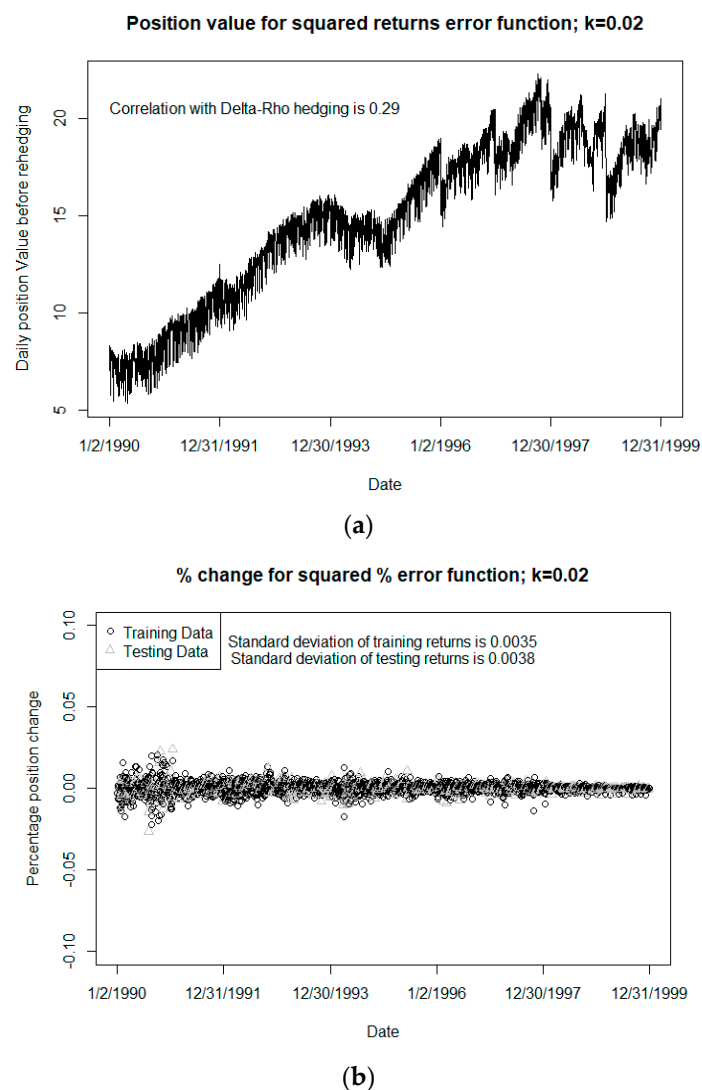 Position value for squared returns error function; k=0.02
Correlation with Delta-Rho hedging is 0.29
Daily position Value before rehedging
20
15
10
5
1/2/1990 12/31/1991 12/30/1993 1/2/1996 12/30/1997 12/31/1999
Date
(a)
% change for squared % error function; k=0.02
Training Data
Testing Data
Standard deviation of training returns is 0.0035
Standard deviation of testing returns is 0.0038
Percentage position change
0.10
0.05
0.00
-0.05
-0.10
1/2/1990 12/31/1991 12/30/1993 1/2/1996 12/30/1997 12/31/1999
Date
(b)